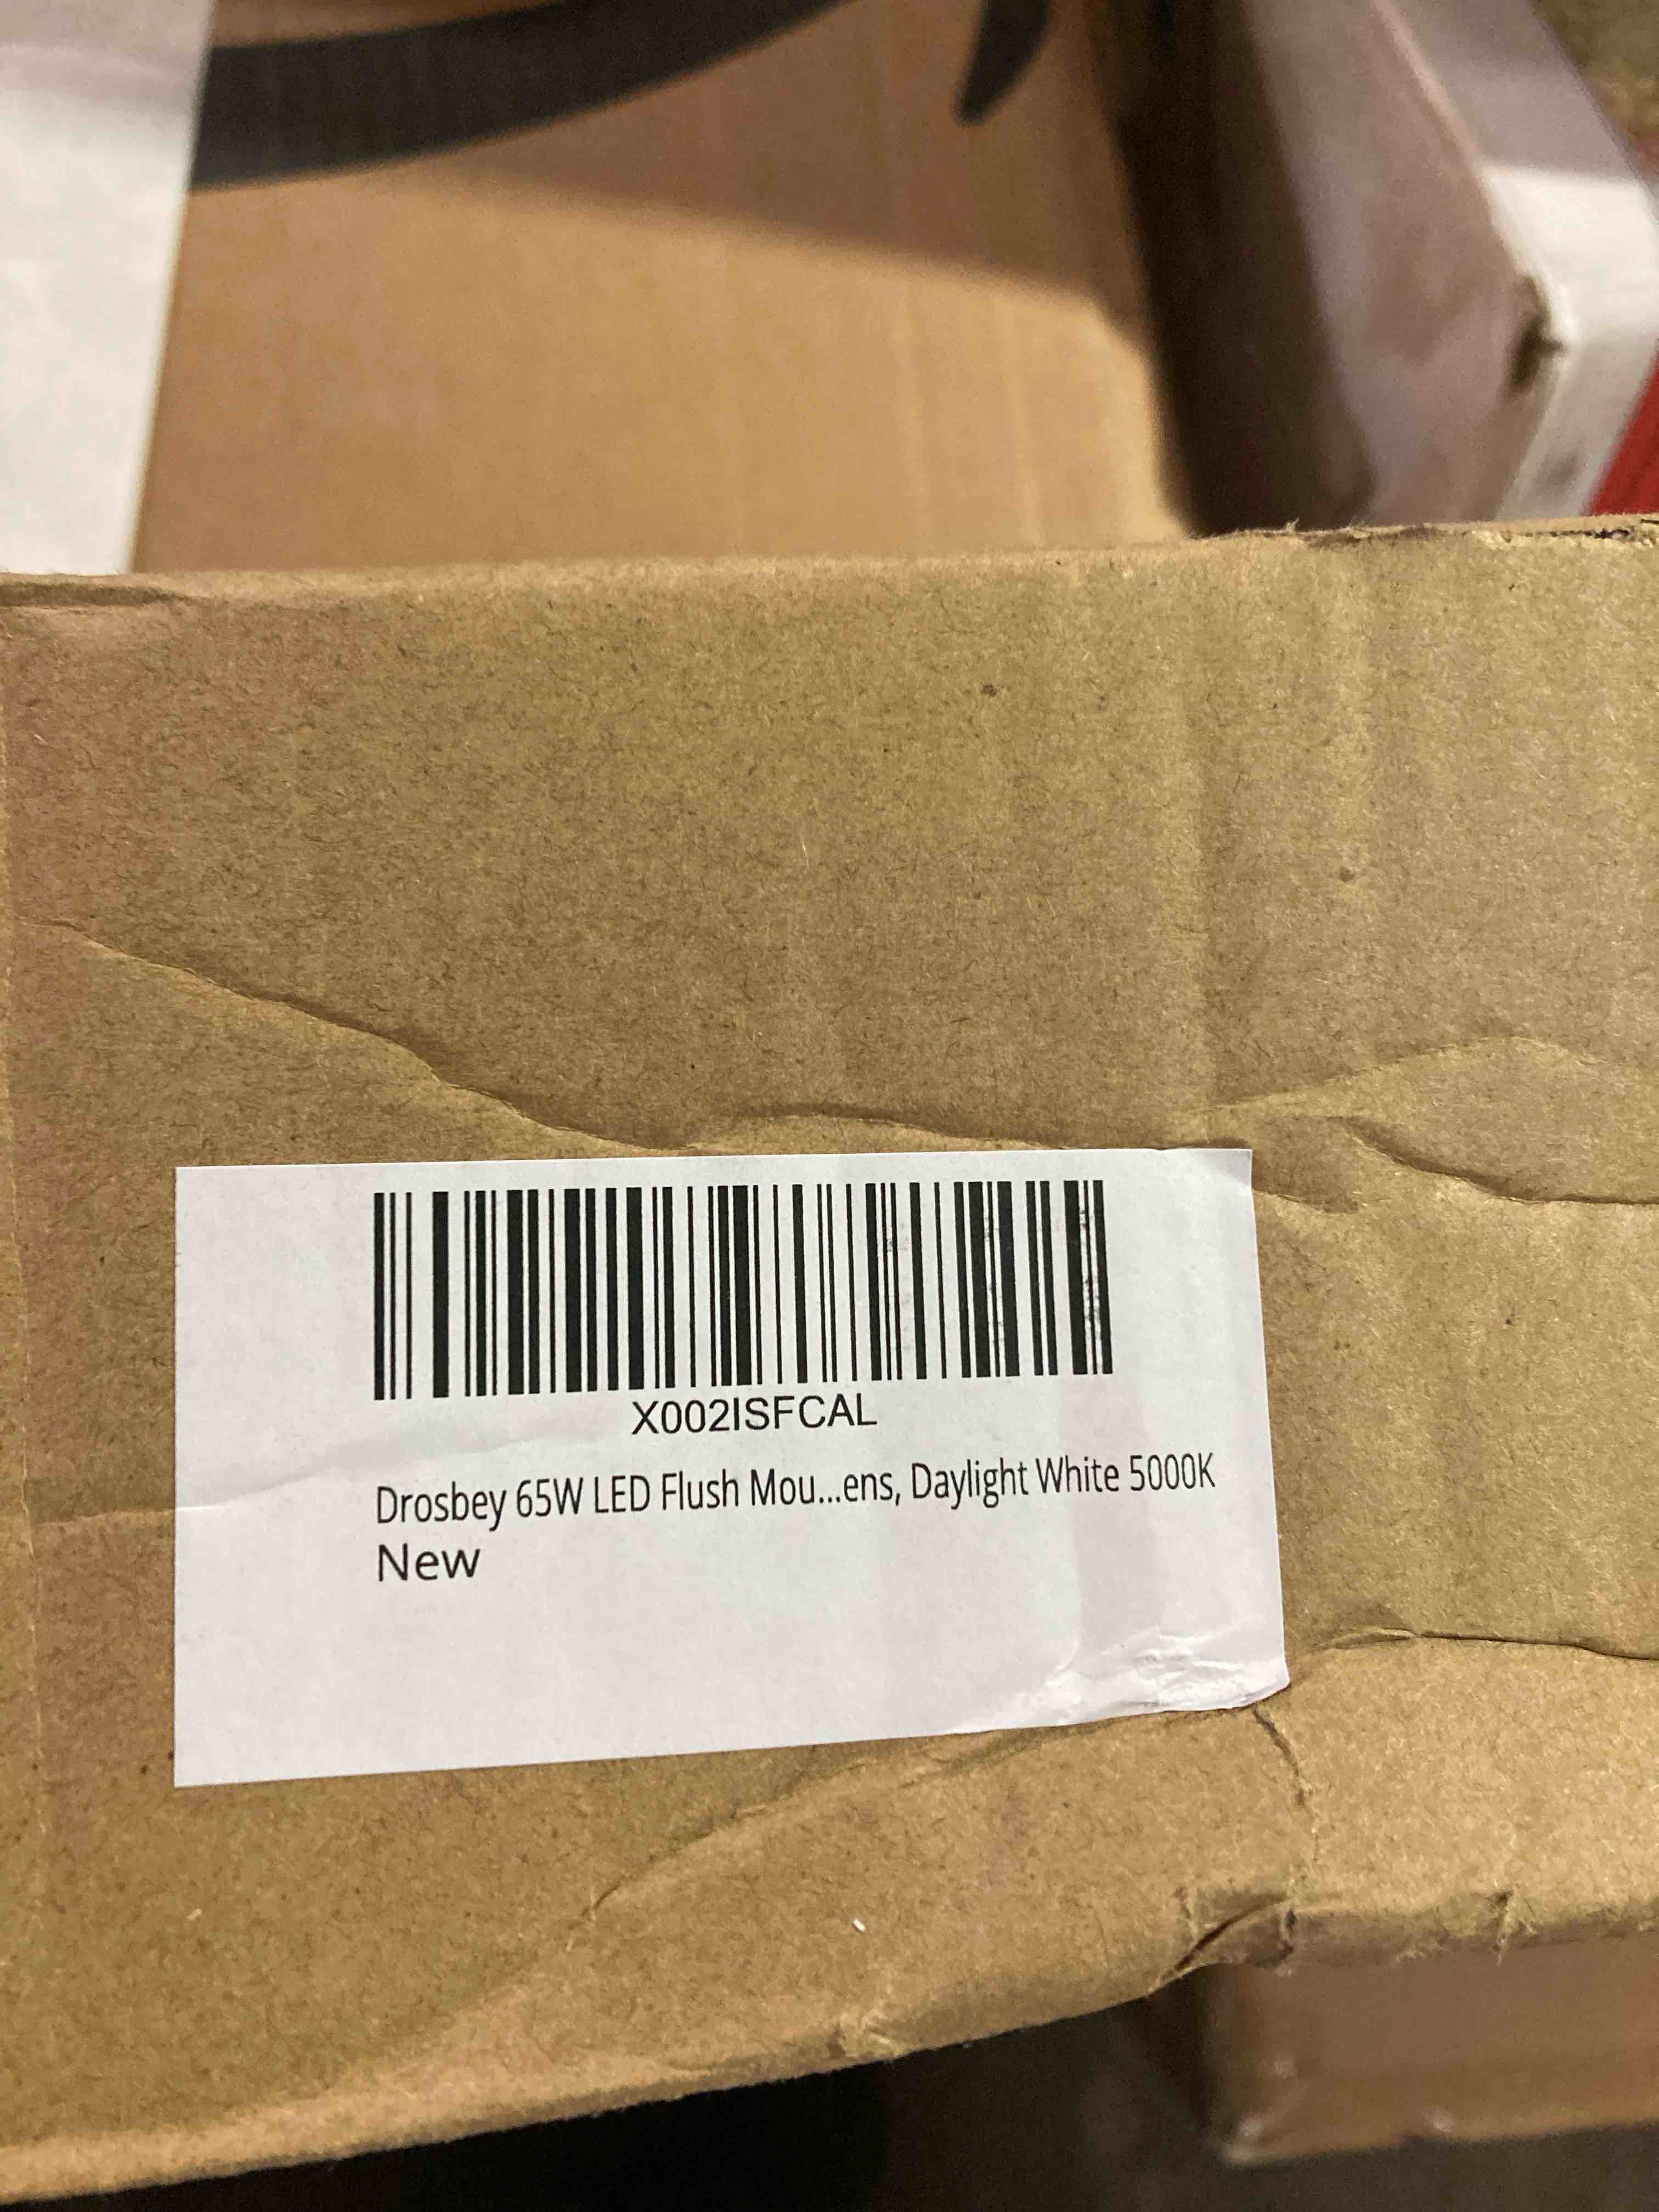 X002ISFCAL
Drosbey 65W LED Flush Mou...ens, Daylight White 5000K
New